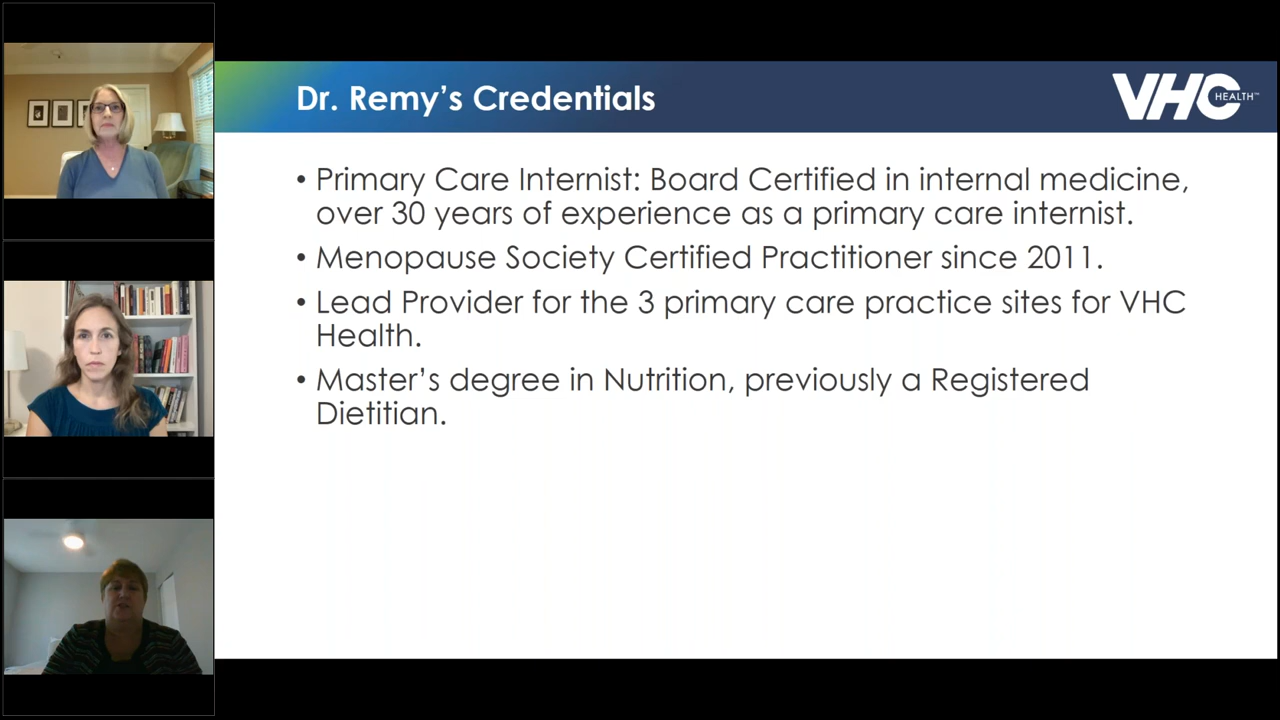 Dr. Remy's Credentials
VHC HEALTH™
• Primary Care Internist: Board Certified in internal medicine,
over 30 years of experience as a primary care internist.
• Menopause Society Certified Practitioner since 2011.
• Lead Provider for the 3 primary care practice sites for VHC
Health.
• Master's degree in Nutrition, previously a Registered
Dietitian.